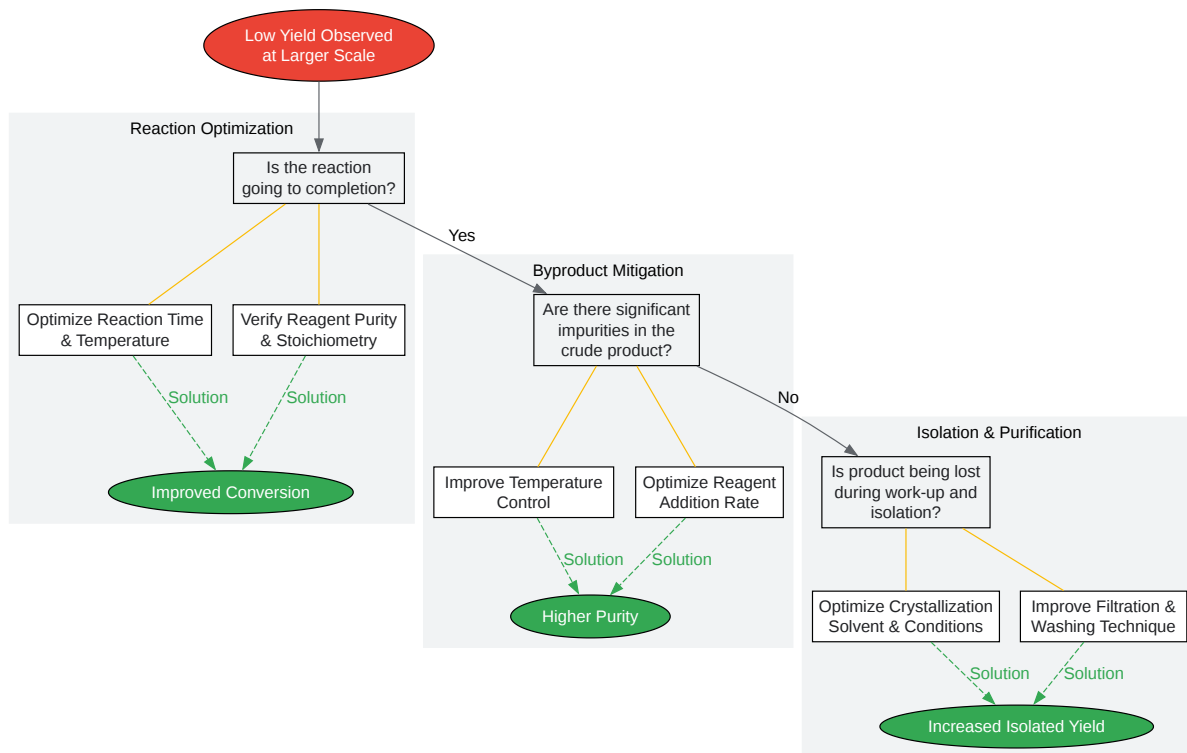 Low Yield Observed
at Larger Scale
Reaction Optimization
Is the reaction
going to completion?
Yes
Optimize Reaction Time
& Temperature
Verify Reagent Purity
& Stoichiometry
Solution
Solution
Improved Conversion
Byproduct Mitigation
Are there significant
impurities in the
crude product?
No
Improve Temperature
Control
Optimize Reagent
Addition Rate
Solution
Solution
Higher Purity
Isolation & Purification
Is product being lost
during work-up and
isolation?
Optimize Crystallization
Solvent & Conditions
Improve Filtration &
Washing Technique
Solution
Solution
Increased Isolated Yield